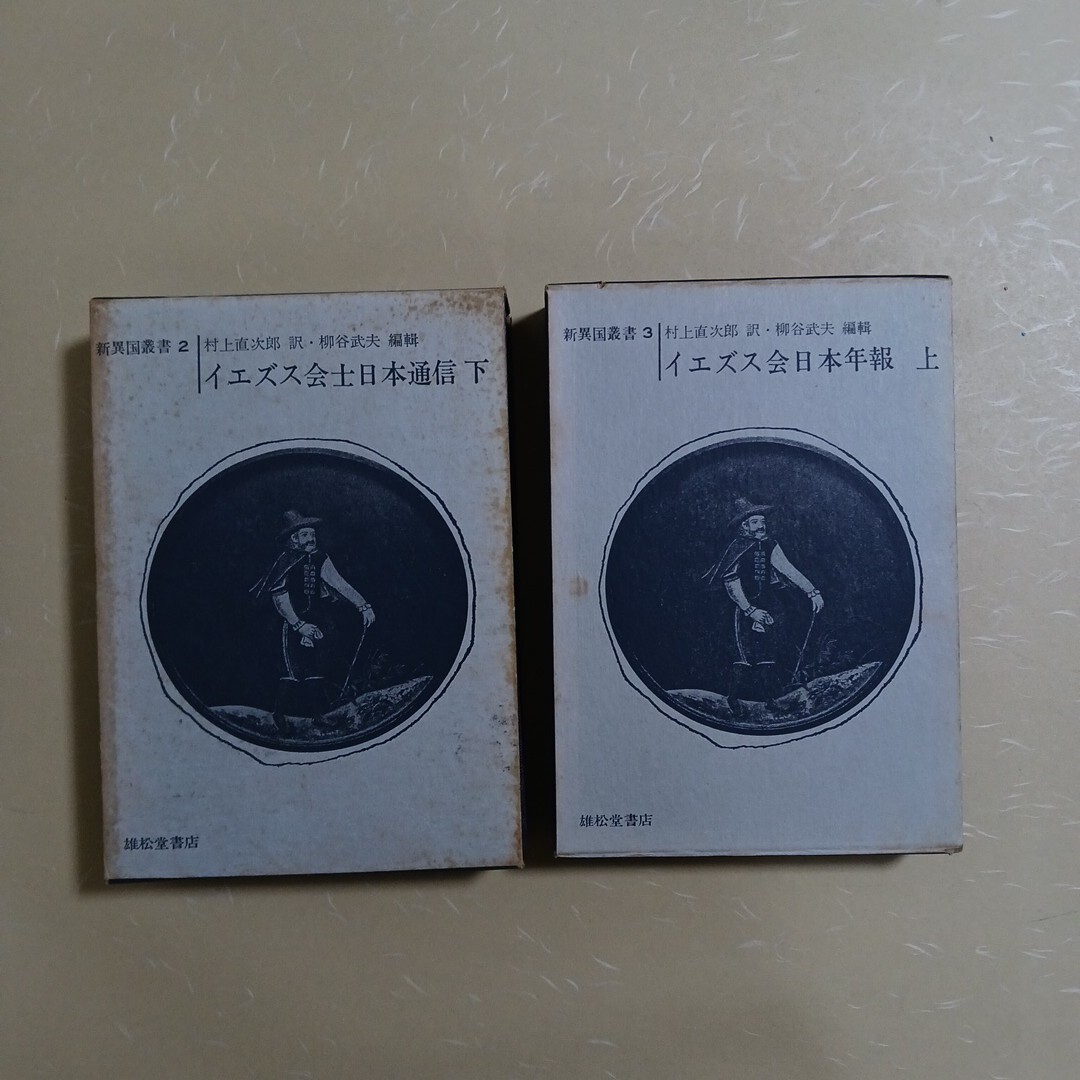 新異国叢書 2
村上直次郎 訳・柳谷武夫 編輯
イエズス会士日本通信 下
雄松堂書店
新異国叢書 3
村上直次郎 訳・柳谷武夫 編輯
イエズス会日本年報 上
雄松堂書店